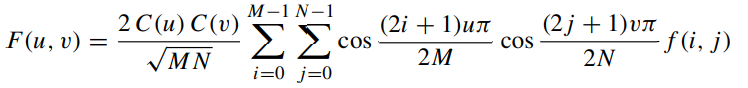 F(u, v) = \frac{2 C(u) C(v)}{\sqrt{MN}} \sum_{i=0}^{M-1} \sum_{j=0}^{N-1} \cos \frac{(2i + 1)u\pi}{2M} \cos \frac{(2j + 1)v\pi}{2N} f(i, j)